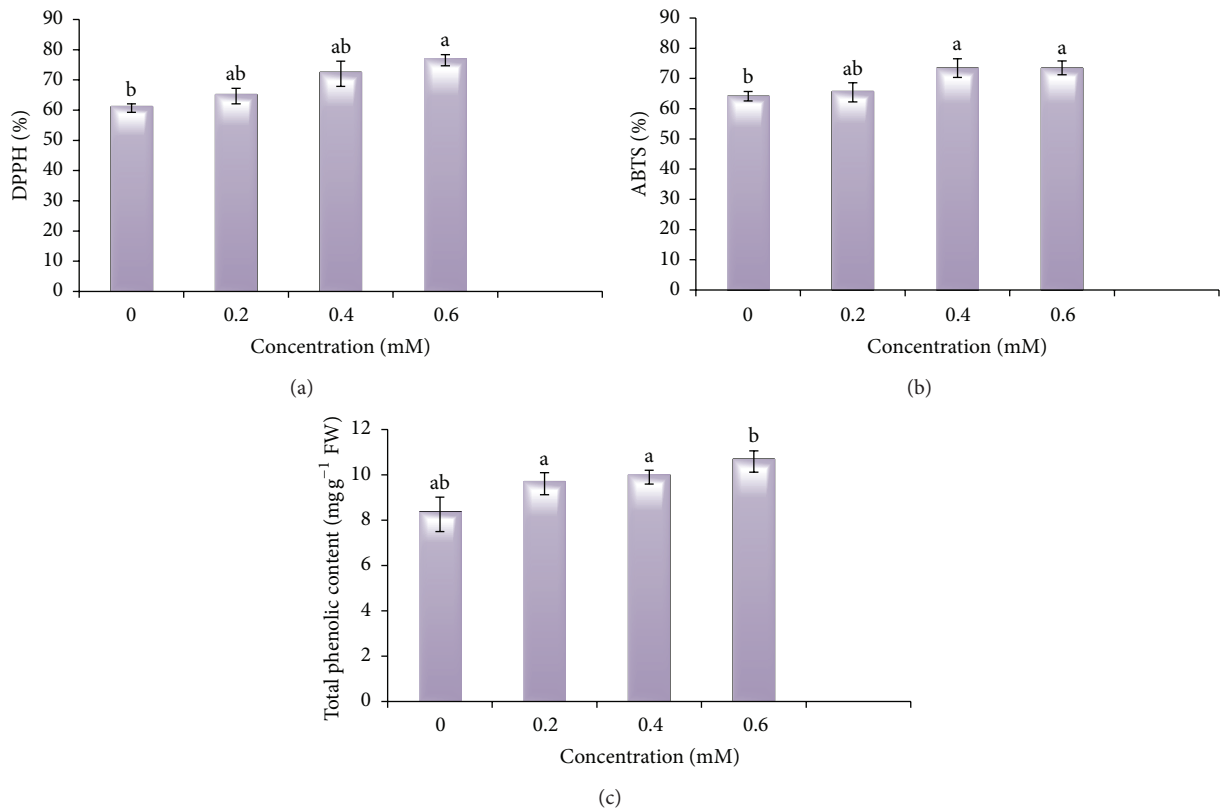 90
80
70
60
50
40
30
20
10
0
DPPH (%)
b
ab
ab
a
0
0.2
0.4
0.6
Concentration (mM)
(a)
90
80
70
60
50
40
30
20
10
0
ABTS (%)
b
ab
a
a
0
0.2
0.4
0.6
Concentration (mM)
(b)
12
10
8
6
4
2
0
Total phenolic content (mg g⁻¹ FW)
ab
a
a
b
0
0.2
0.4
0.6
Concentration (mM)
(c)